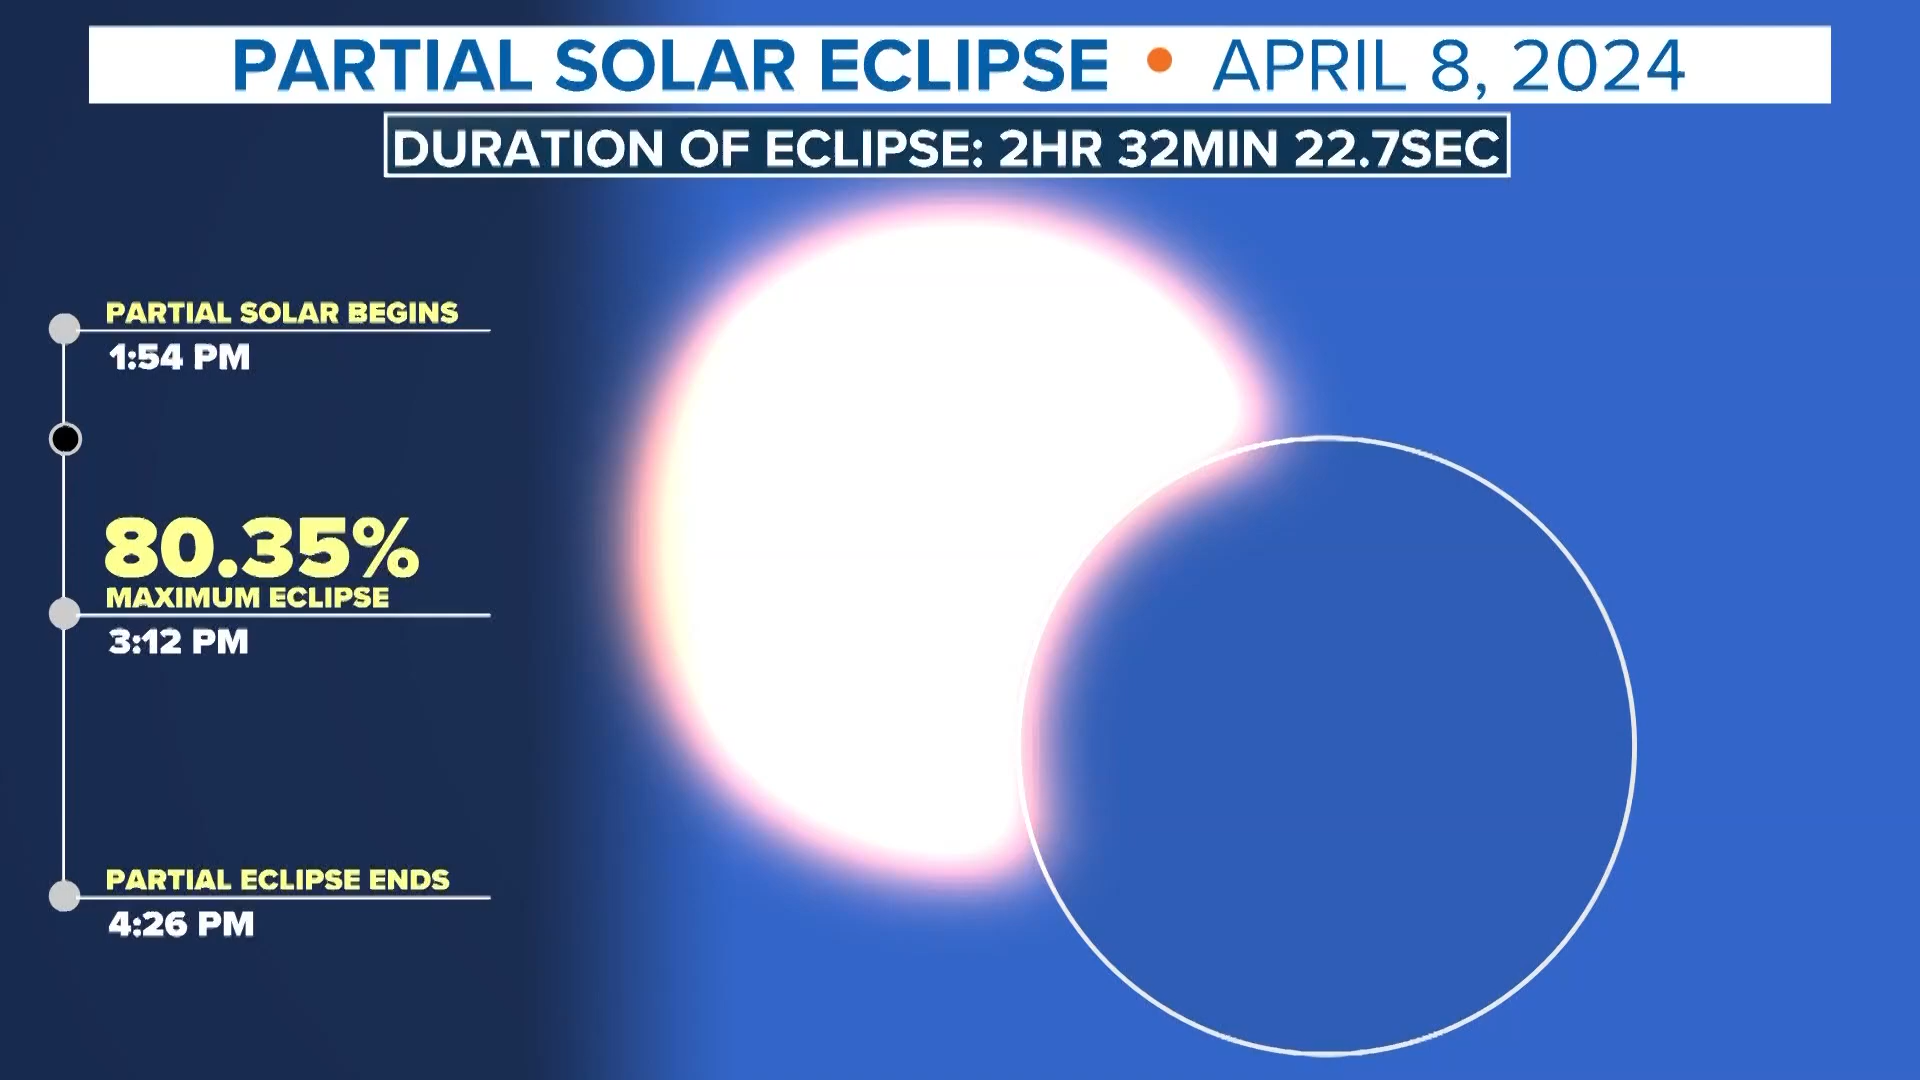 PARTIAL SOLAR ECLIPSE • APRIL 8, 2024
DURATION OF ECLIPSE: 2HR 32MIN 22.7SEC
PARTIAL SOLAR BEGINS
1:54 PM
80.35%
MAXIMUM ECLIPSE
3:12 PM
PARTIAL ECLIPSE ENDS
4:26 PM